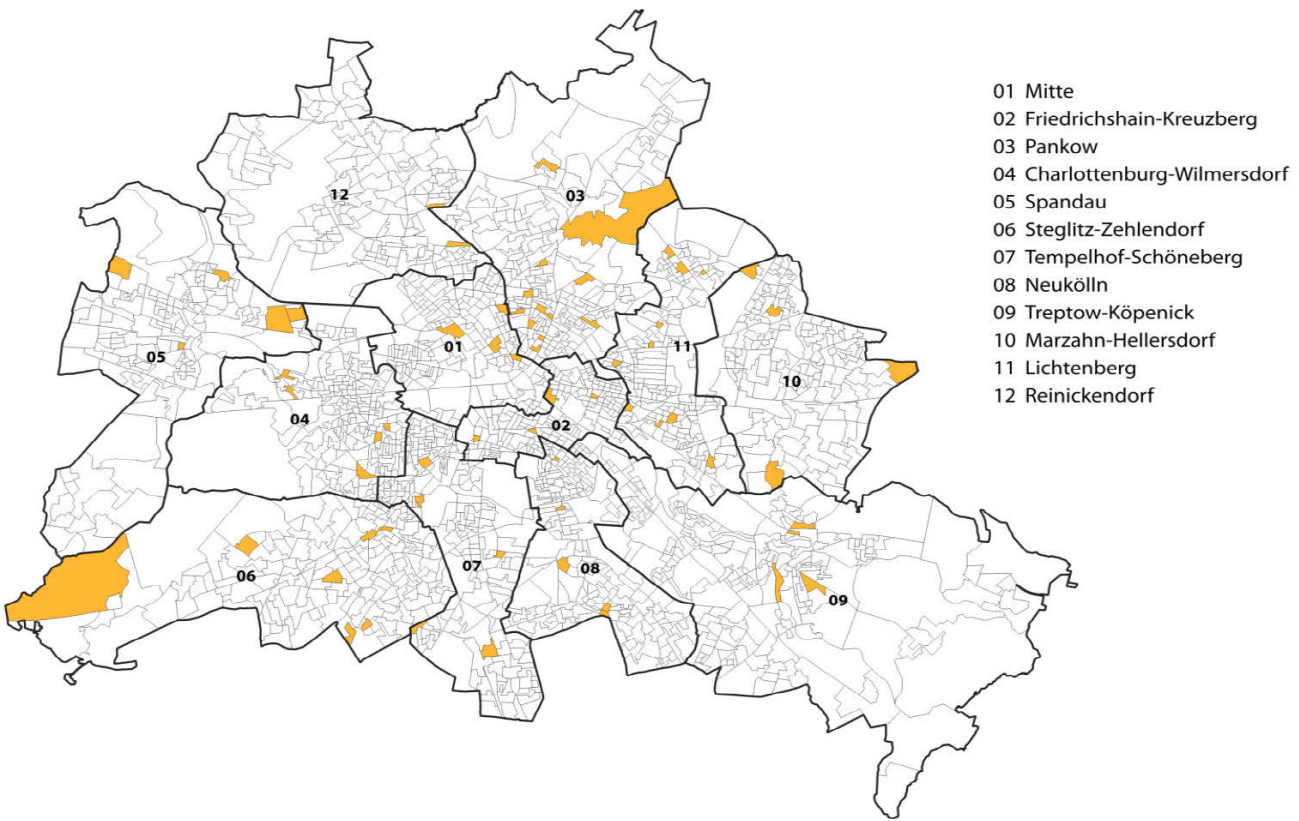 01 Mitte
02 Friedrichshain-Kreuzberg
03 Pankow
04 Charlottenburg-Wilmersdorf
05 Spandau
06 Steglitz-Zehlendorf
07 Tempelhof-Schöneberg
08 Neukölln
09 Treptow-Köpenick
10 Marzahn-Hellersdorf
11 Lichtenberg
12 Reinickendorf
12
03
01
11
05
10
04
02
07
08
06
09